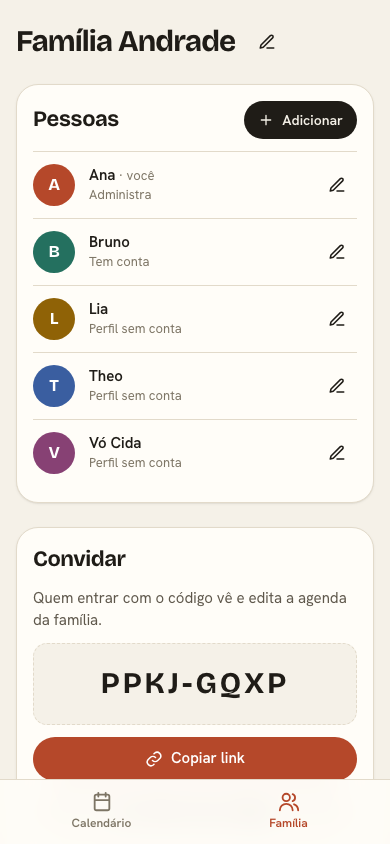 Família Andrade
Pessoas
Adicionar
A
Ana · você
Administra
B
Bruno
Tem conta
L
Lia
Perfil sem conta
T
Theo
Perfil sem conta
V
Vó Cida
Perfil sem conta
Convidar
Quem entrar com o código vê e edita a agenda
da família.
PPKJ-GQXP
Copiar link
Calendário
Família